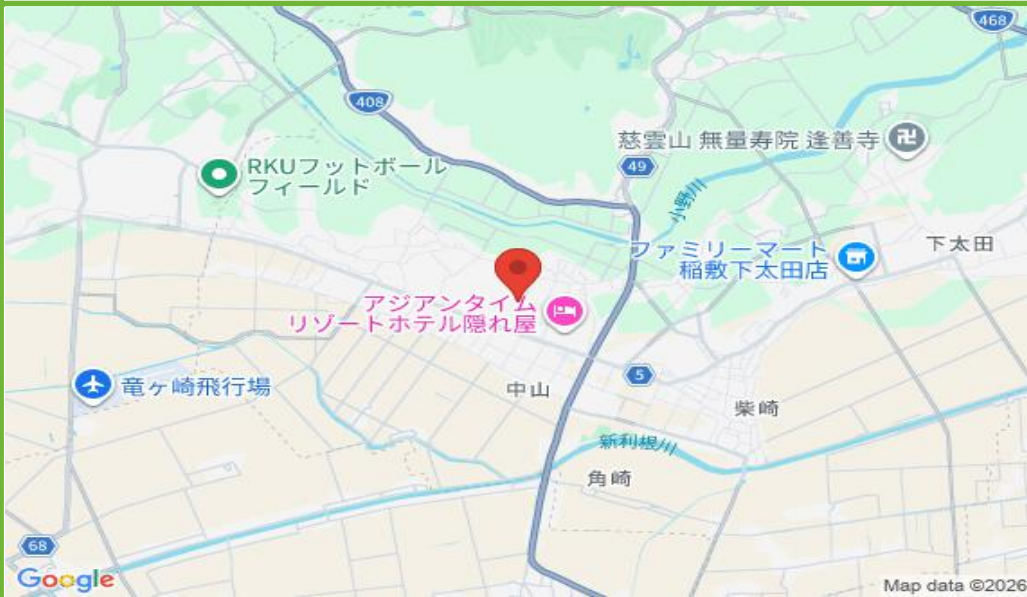 468
408
慈雲山 無量寿院 逢善寺
RKUフットボール
フィールド
49
小野川
ファミリーマート
稲敷下太田店
下太田
アジアンタイム
リゾートホテル隠れ屋
竜ヶ崎飛行場
中山
5
柴崎
新利根川
角崎
68
Google
Map data ©2026